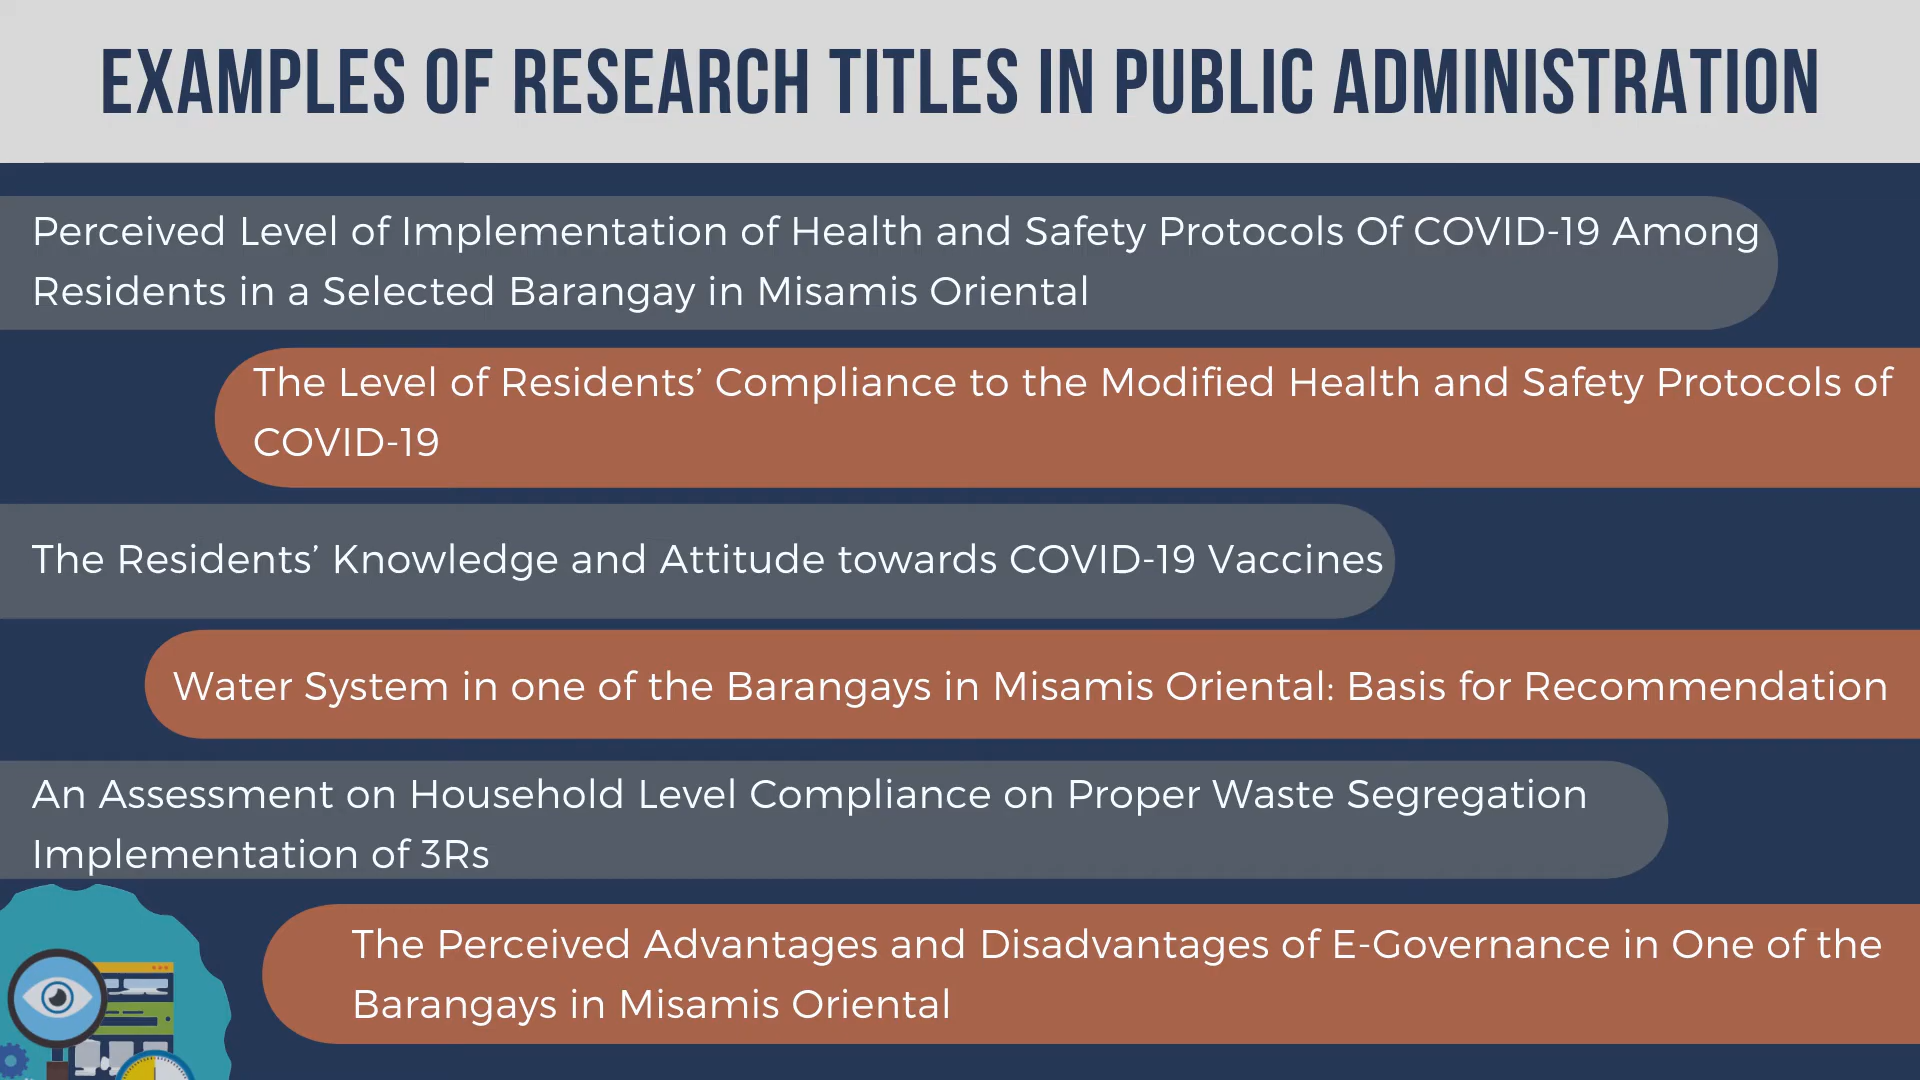 EXAMPLES OF RESEARCH TITLES IN PUBLIC ADMINISTRATION
Perceived Level of Implementation of Health and Safety Protocols Of COVID-19 Among
Residents in a Selected Barangay in Misamis Oriental
The Level of Residents’ Compliance to the Modified Health and Safety Protocols of
COVID-19
The Residents’ Knowledge and Attitude towards COVID-19 Vaccines
Water System in one of the Barangays in Misamis Oriental: Basis for Recommendation
An Assessment on Household Level Compliance on Proper Waste Segregation
Implementation of 3Rs
The Perceived Advantages and Disadvantages of E-Governance in One of the
Barangays in Misamis Oriental